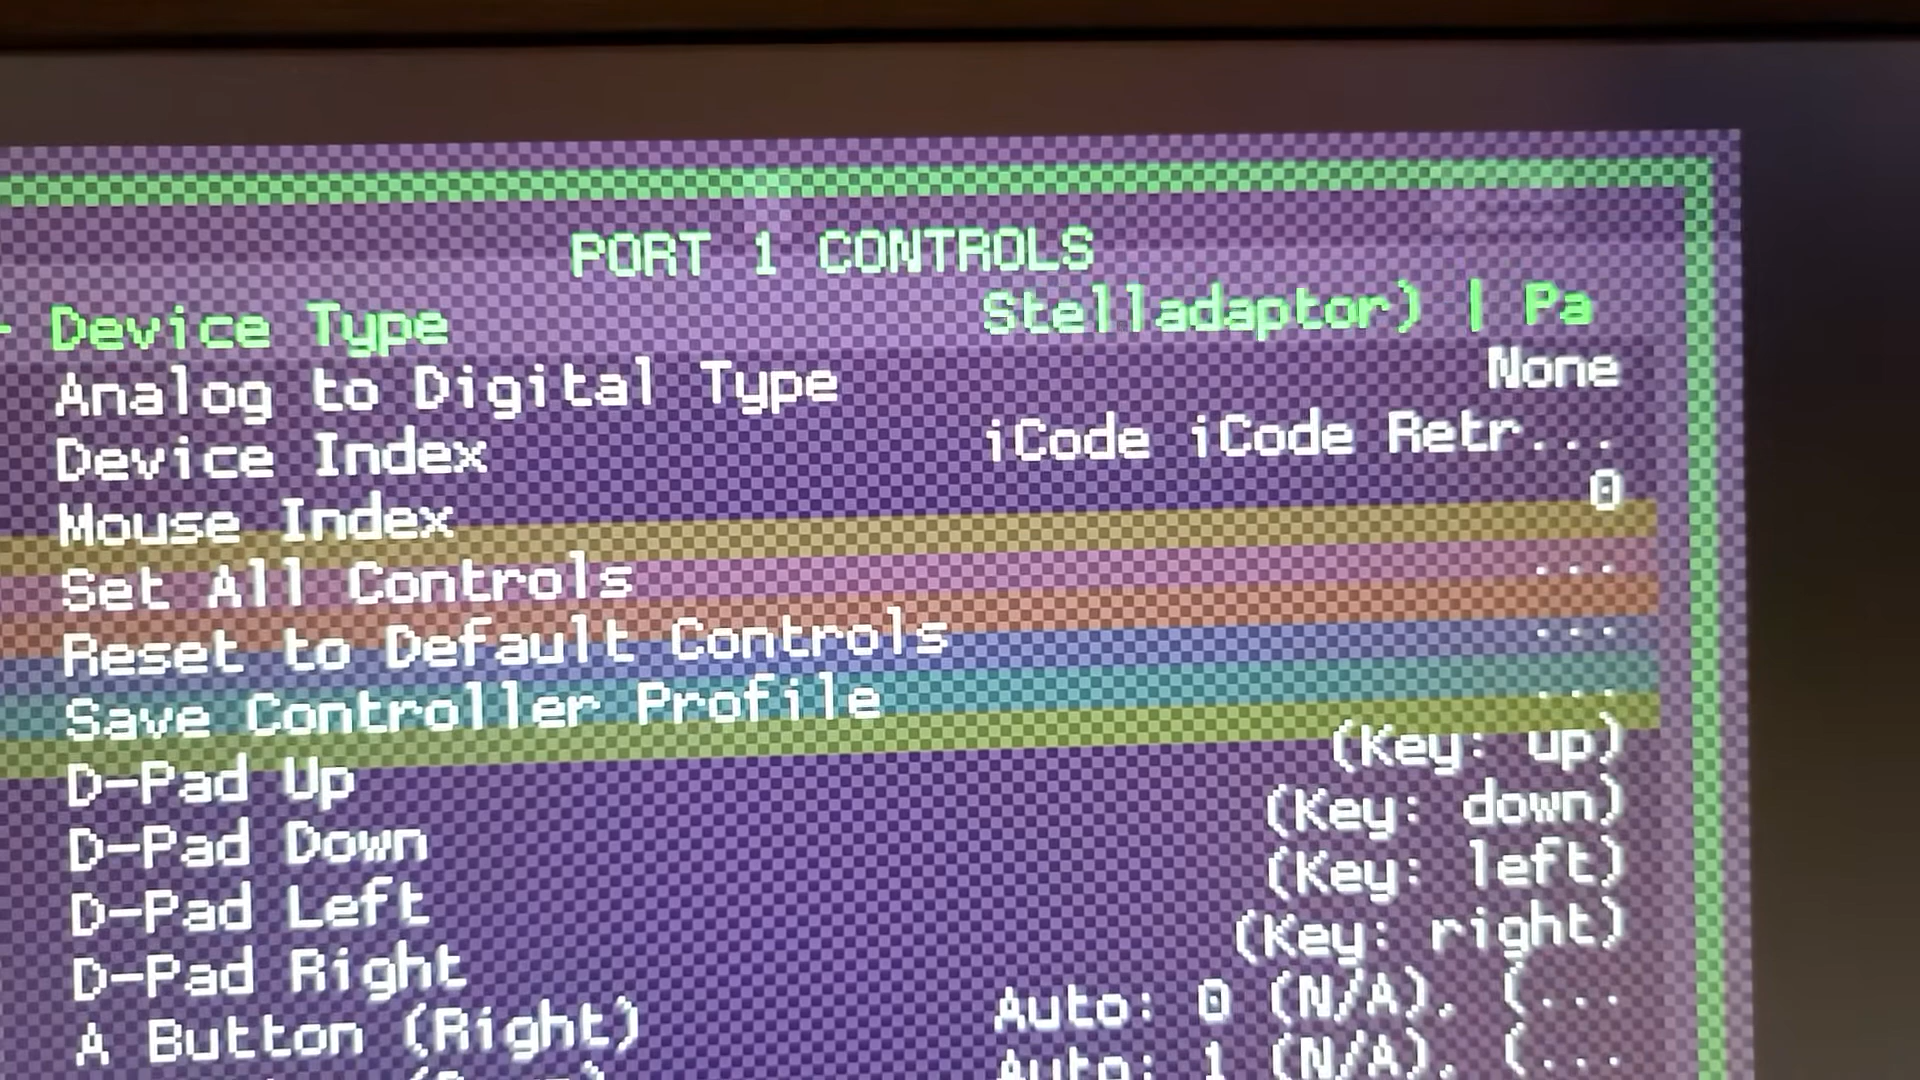 PORT 1 CONTROLS
Device Type Stelladaptor) | Pa
Analog to Digital Type None
Device Index iCode iCode Retr...
Mouse Index 0
Set All Controls ...
Reset to Default Controls ...
Save Controller Profile ...
D-Pad Up (Key: up)
D-Pad Down (Key: down)
D-Pad Left (Key: left)
D-Pad Right (Key: right)
A Button (Right) Auto: 0 (N/A), (...
Auto: 1 (N/A), (...